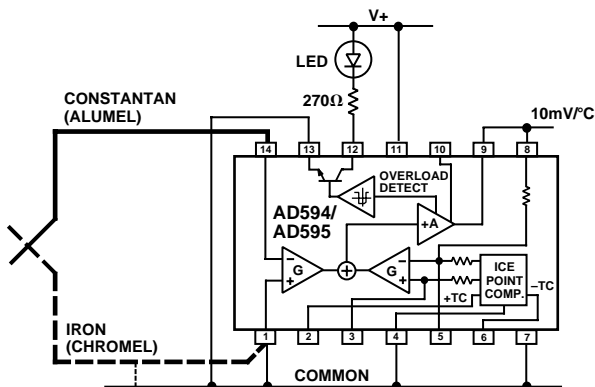 V+
LED
270Ω
CONSTANTAN
(ALUMEL)
10mV/°C
14
13
12
11
10
9
8
OVERLOAD
DETECT
AD594/
AD595
+A
–
G
+
–
G
+
ICE
POINT
COMP.
–TC
+TC
IRON
(CHROMEL)
1
2
3
4
5
6
7
COMMON